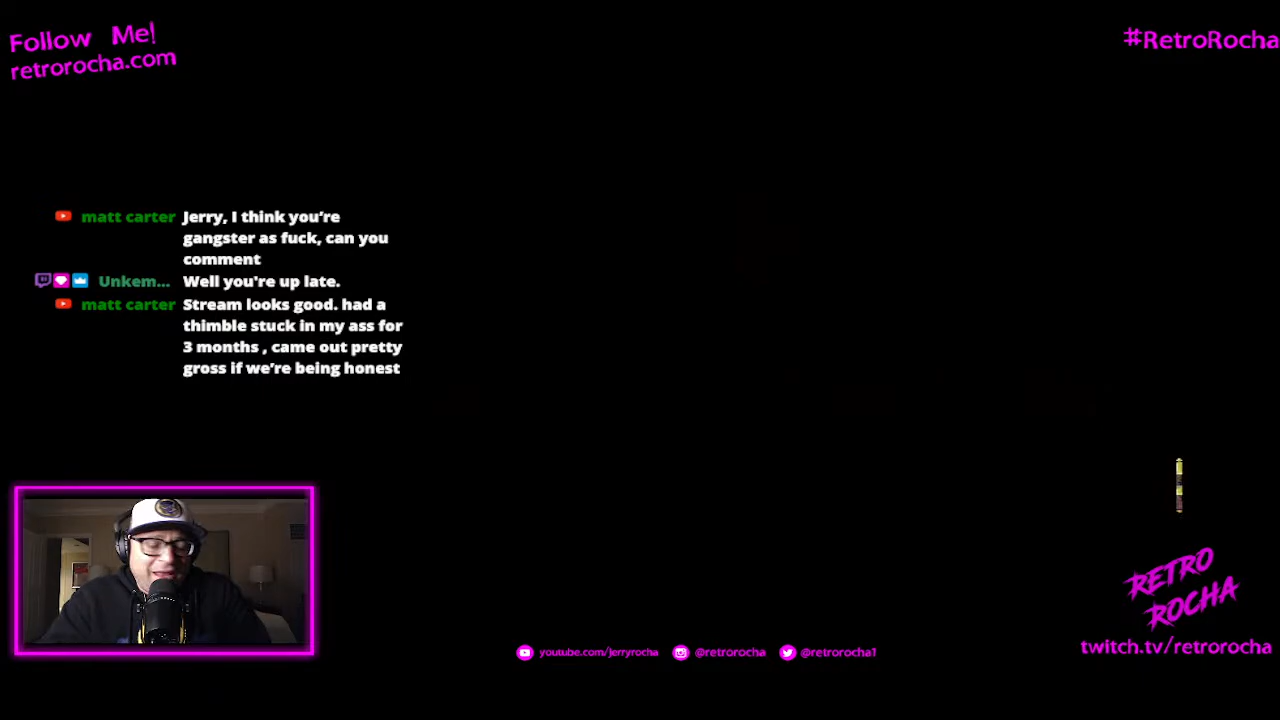 Follow Me!
retrorocha.com
#RetroRocha
matt carter Jerry, I think you’re
gangster as fuck, can you
comment
Unkem... Well you're up late.
matt carter Stream looks good. had a
thimble stuck in my ass for
3 months , came out pretty
gross if we’re being honest
RETRO
ROCHA
twitch.tv/retrorocha
youtube.com/jerryrocha @retrorocha @retrorocha1